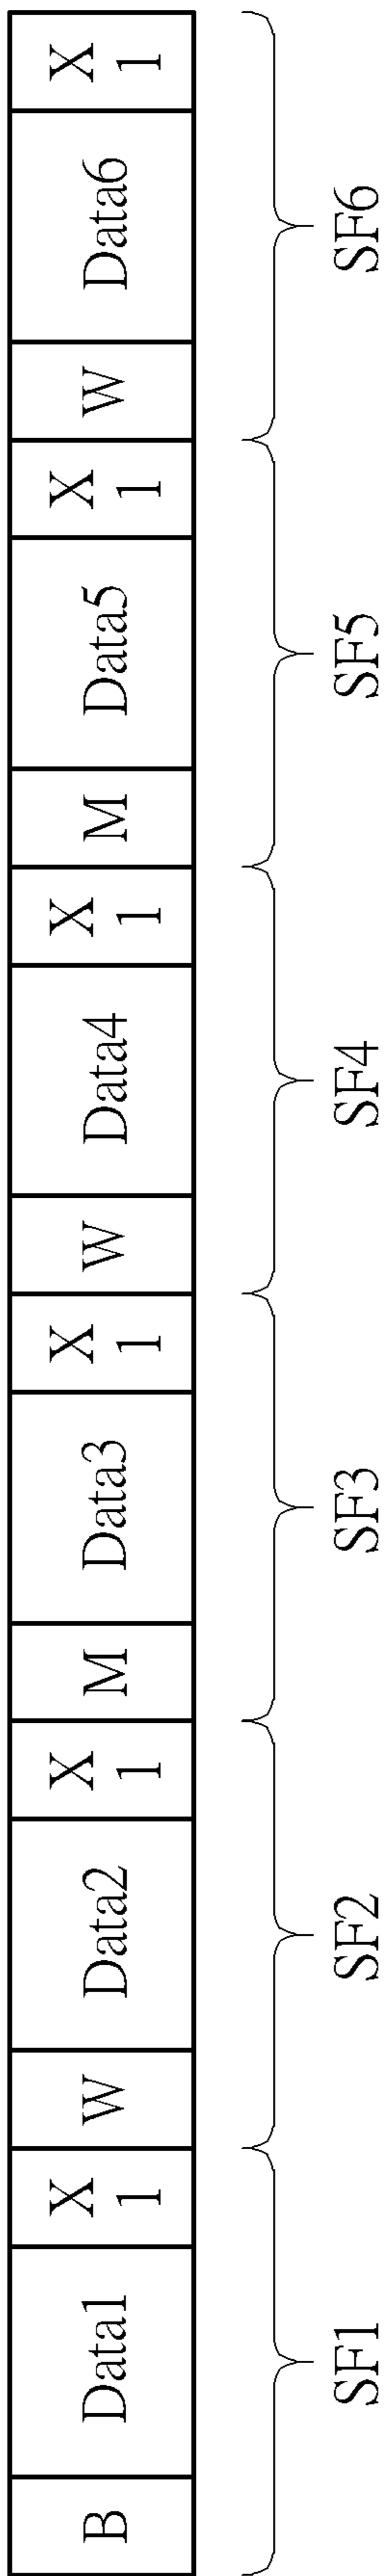 B Data1 X 1 W Data2 X 1 M Data3 X 1 W Data4 X 1 M Data5 X 1 W Data6 X 1
SF1 SF2 SF3 SF4 SF5 SF6